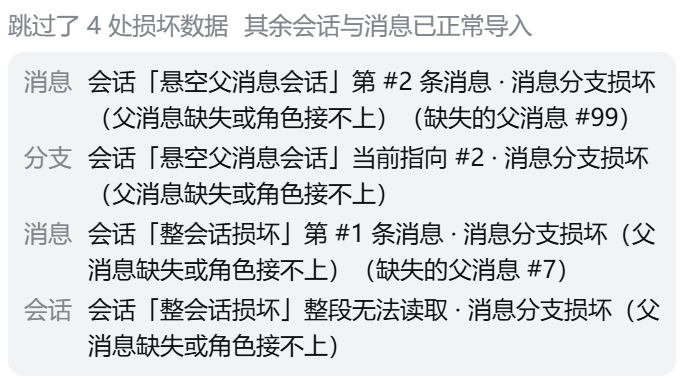 跳过了 4 处损坏数据 其余会话与消息已正常导入
消息 会话「悬空父消息会话」第 #2 条消息 · 消息分支损坏
（父消息缺失或角色接不上）（缺失的父消息 #99）
分支 会话「悬空父消息会话」当前指向 #2 · 消息分支损坏
（父消息缺失或角色接不上）
消息 会话「整会话损坏」第 #1 条消息 · 消息分支损坏（父
消息缺失或角色接不上）（缺失的父消息 #7）
会话 会话「整会话损坏」整段无法读取 · 消息分支损坏（父
消息缺失或角色接不上）